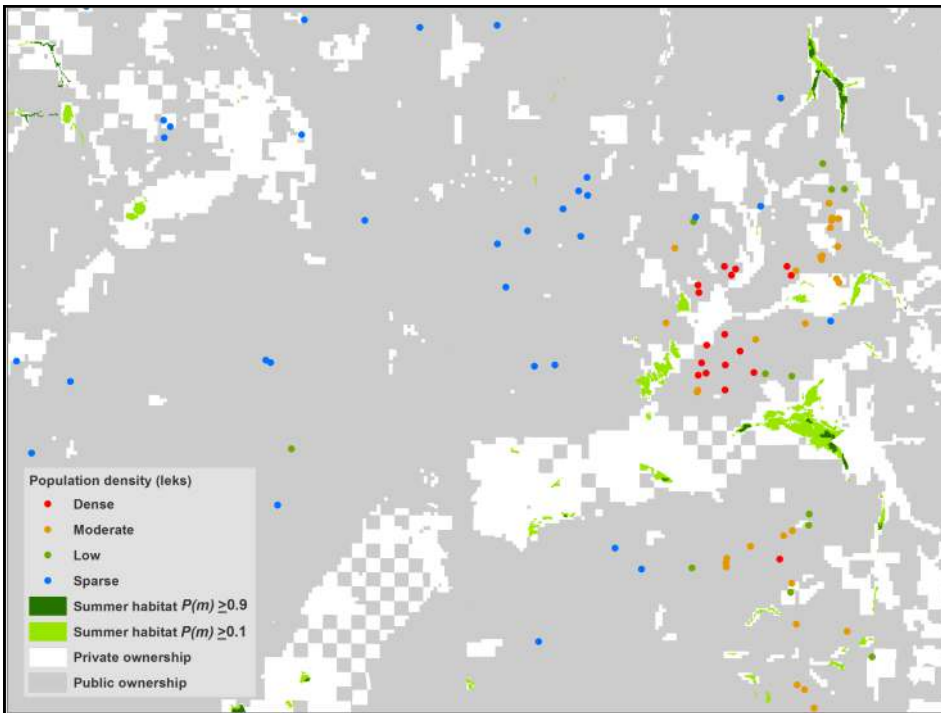 Population density (leks)
Dense
Moderate
Low
Sparse
Summer habitat P(m) ≥0.9
Summer habitat P(m) ≥0.1
Private ownership
Public ownership